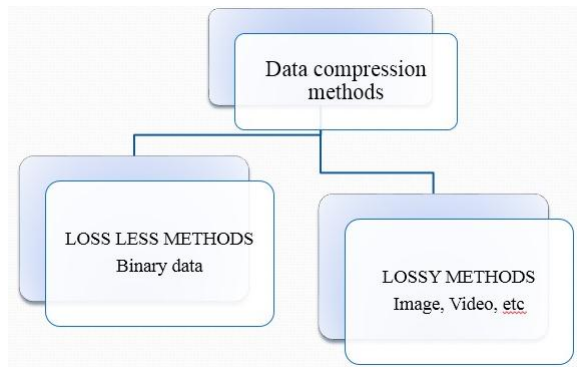 Data compression
methods
LOSS LESS METHODS
Binary data
LOSSY METHODS
Image, Video, etc